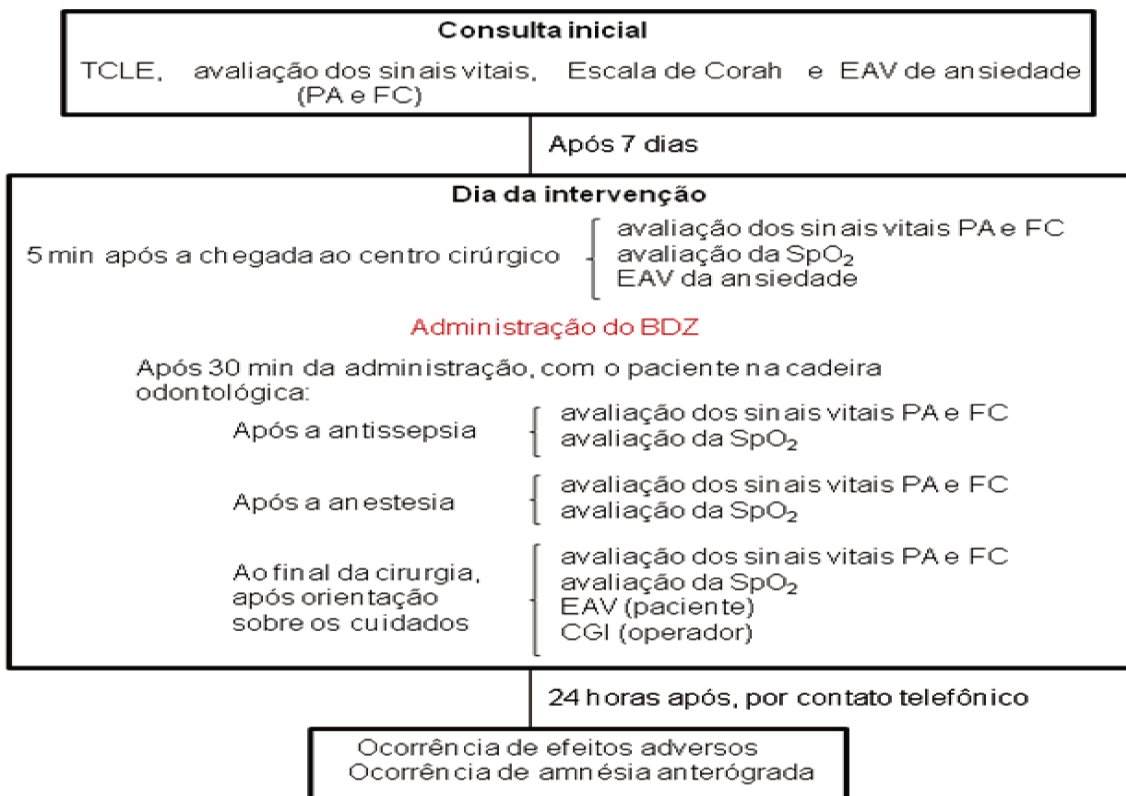 Consulta inicial
TCLE, avaliação dos sinais vitais, Escala de Corah e EAV de ansiedade
(PA e FC)
Após 7 dias
Dia da intervenção
5 min após a chegada ao centro cirúrgico
avaliação dos sinais vitais PA e FC
avaliação da SpO₂
EAV da ansiedade
Administração do BDZ
Após 30 min da administração, com o paciente na cadeira
odontológica:
Após a antissepsia
avaliação dos sinais vitais PA e FC
avaliação da SpO₂
Após a anestesia
avaliação dos sinais vitais PA e FC
avaliação da SpO₂
Ao final da cirurgia,
após orientação
sobre os cuidados
avaliação dos sinais vitais PA e FC
avaliação da SpO₂
EAV (paciente)
CGI (operador)
24 horas após, por contato telefônico
Ocorrência de efeitos adversos
Ocorrência de amnésia anterógrada